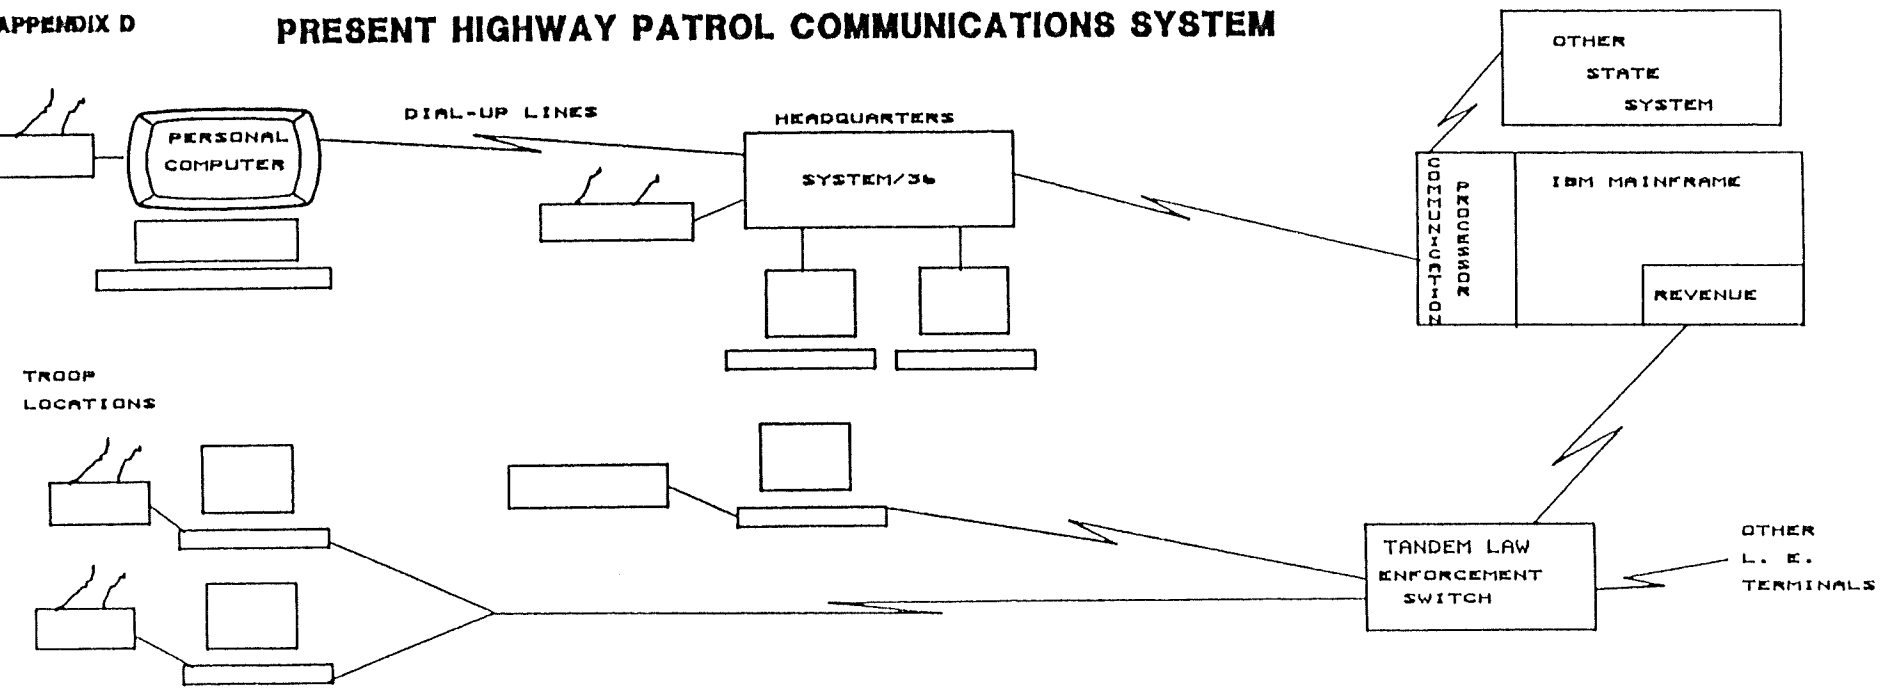 APPENDIX D
PRESENT HIGHWAY PATROL COMMUNICATIONS SYSTEM
OTHER
STATE
SYSTEM
DIAL-UP LINES
HEADQUARTERS
PERSONAL
COMPUTER
SYSTEM/36
COMMUNICATION
PROCESSOR
IBM MAINFRAME
REVENUE
TROOP
LOCATIONS
TANDEM LAW
ENFORCEMENT
SWITCH
OTHER
L. E.
TERMINALS